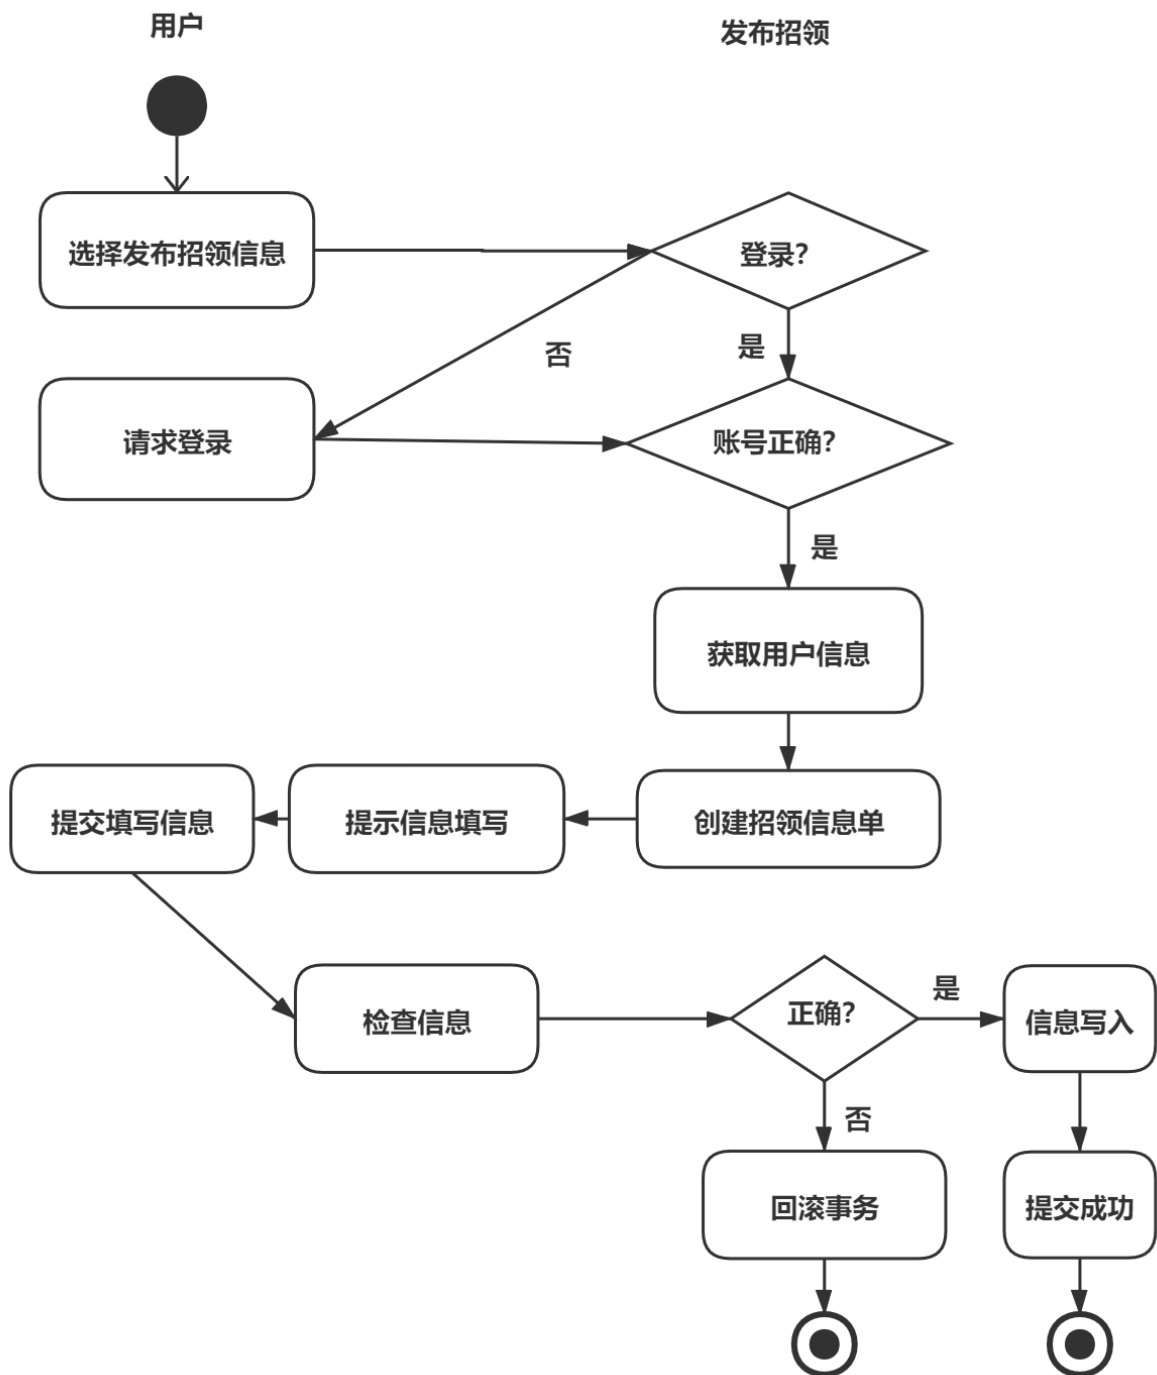 用户
发布招领
选择发布招领信息
登录?
否
是
请求登录
账号正确?
是
获取用户信息
提交填写信息
提示信息填写
创建招领信息单
检查信息
正确?
是
信息写入
否
回滚事务
提交成功